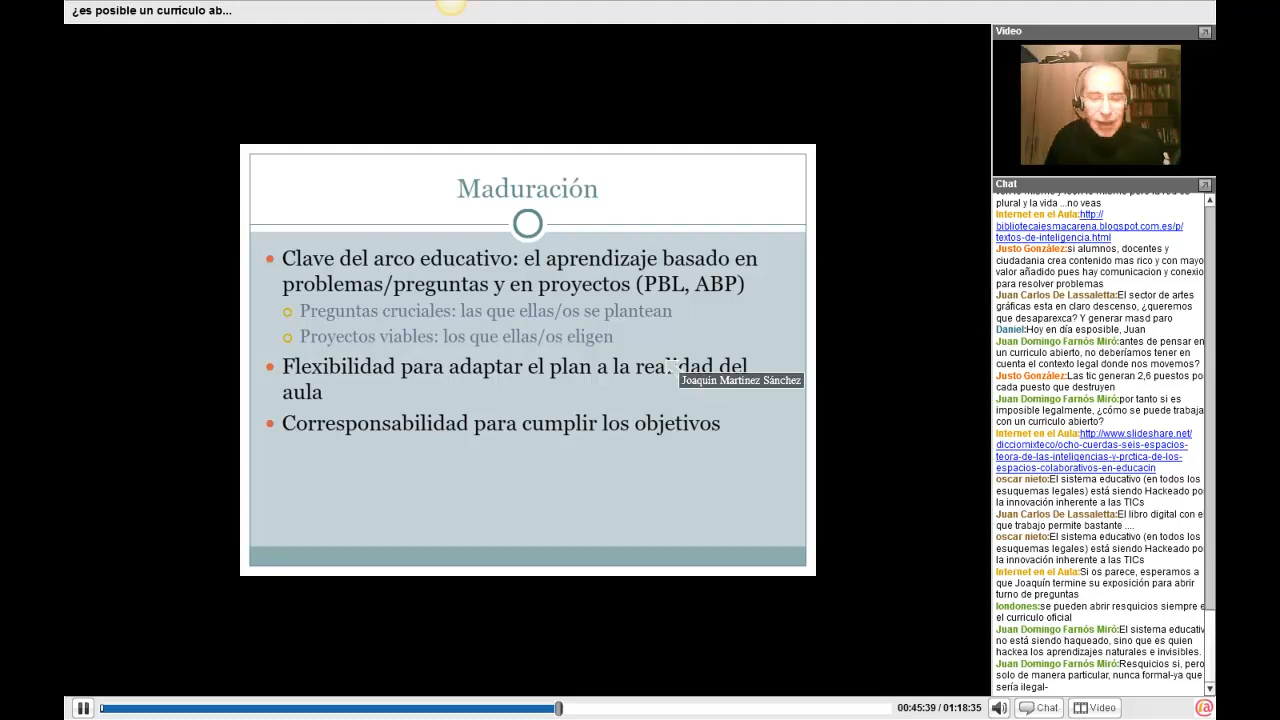 ¿es posible un curriculo ab...
Maduración
Clave del arco educativo: el aprendizaje basado en
problemas/preguntas y en proyectos (PBL, ABP)
Preguntas cruciales: las que ellas/os se plantean
Proyectos viables: los que ellas/os eligen
Flexibilidad para adaptar el plan a la realidad del
aula
Corresponsabilidad para cumplir los objetivos
Joaquín Martínez Sánchez
Video
Chat
plural y la vida ...no veas
Internet en el Aula:http://
bibliotecaiesmacarena.blogspot.com.es/p/
textos-de-inteligencia.html
Justo González:si alumnos, docentes y
ciudadania crea contenido mas rico y con mayo
valor añadido pues hay comunicacion y conexio
para resolver problemas
Juan Carlos De Lassaletta:El sector de artes
gráficas esta en claro descenso, ¿queremos
que desaparexca? Y generar masd paro
Daniel:Hoy en día esposible, Juan
Juan Domingo Farnós Miró:antes de pensar en
un curriculo abierto, no deberíamos tener en
cuenta el contexto legal donde nos movemos?
Justo González:Las tic generan 2,6 puestos po
cada puesto que destruyen
Juan Domingo Farnós Miró:por tanto si es
imposible legalmente, ¿cómo se puede trabaja
con un curriculo abierto?
Internet en el Aula:http://www.slideshare.net/
dicciomixteco/ocho-cuerdas-seis-espacios-
teora-de-las-inteligencias-y-prctica-de-los-
espacios-colaborativos-en-educacin
oscar nieto:El sistema educativo (en todos los
esquemas legales) está siendo Hackeado po
la innovación inherente a las TICs
Juan Carlos De Lassaletta:El libro digital con e
que trabajo permite bastante ....
oscar nieto:El sistema educativo (en todos los
esquemas legales) está siendo Hackeado po
la innovación inherente a las TICs
Internet en el Aula:Si os parece, esperamos a
que Joaquín termine su exposición para abrir
turno de preguntas
londones:se pueden abrir resquicios siempre e
el curriculo oficial
Juan Domingo Farnós Miró:El sistema educativ
no está siendo haqueado, sino que es quien
hackea los aprendizajes naturales e invisibles.
Juan Domingo Farnós Miró:Resquicios si, pero
solo de manera particular, nunca formal-ya que
sería ilegal-
00:45:39 / 01:18:35
Chat
Video